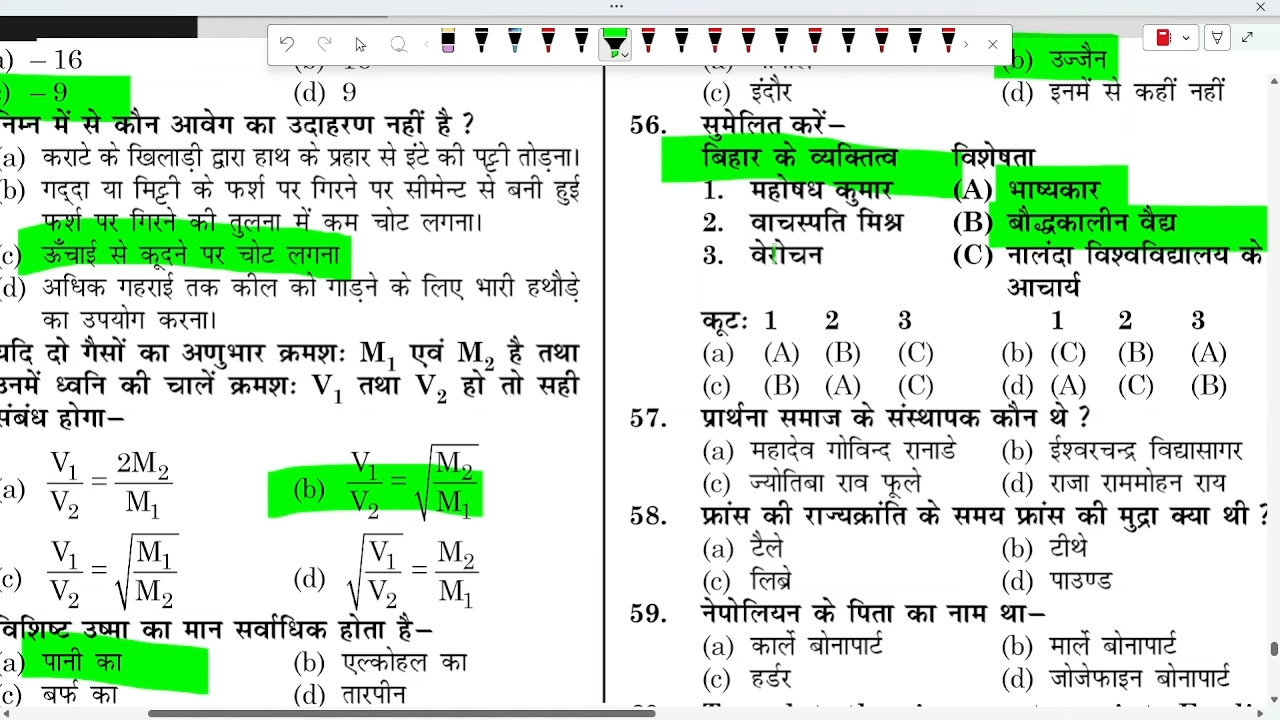 (a) – 16
(c) – 9 (d) 9
निम्न में से कौन आवेग का उदाहरण नहीं है ?
(a) कराटे के खिलाड़ी द्वारा हाथ के प्रहार से इंटे की पट्टी तोड़ना।
(b) गद्दा या मिट्टी के फर्श पर गिरने पर सीमेन्ट से बनी हुई
फर्श पर गिरने की तुलना में कम चोट लगना।
(c) ऊँचाई से कूदने पर चोट लगना
(d) अधिक गहराई तक कील को गाड़ने के लिए भारी हथौड़े
का उपयोग करना।
यदि दो गैसों का अणुभार क्रमशः M₁ एवं M₂ है तथा
उनमें ध्वनि की चालें क्रमशः V₁ तथा V₂ हो तो सही
संबंध होगा–
(a) V₁/V₂ = 2M₂/M₁ (b) V₁/V₂ = √(M₂/M₁)
(c) V₁/V₂ = √(M₁/M₂) (d) √(V₁/V₂) = M₂/M₁
विशिष्ट उष्मा का मान सर्वाधिक होता है–
(a) पानी का (b) एल्कोहल का
(c) बर्फ का (d) तारपीन
(b) उज्जैन
(c) इंदौर (d) इनमें से कहीं नहीं
56. सुमेलित करें–
बिहार के व्यक्तित्व विशेषता
1. महोषध कुमार (A) भाष्यकार
2. वाचस्पति मिश्र (B) बौद्धकालीन वैद्य
3. वेरोचन (C) नालंदा विश्वविद्यालय के
आचार्य
कूटः 1 2 3 1 2 3
(a) (A) (B) (C) (b) (C) (B) (A)
(c) (B) (A) (C) (d) (A) (C) (B)
57. प्रार्थना समाज के संस्थापक कौन थे ?
(a) महादेव गोविन्द रानाडे (b) ईश्वरचन्द्र विद्यासागर
(c) ज्योतिबा राव फूले (d) राजा राममोहन राय
58. फ्रांस की राज्यक्रांति के समय फ्रांस की मुद्रा क्या थी ?
(a) टैले (b) टीथे
(c) लिब्रे (d) पाउण्ड
59. नेपोलियन के पिता का नाम था–
(a) कार्ले बोनापार्ट (b) मार्ले बोनापार्ट
(c) हर्डर (d) जोजेफाइन बोनापार्ट